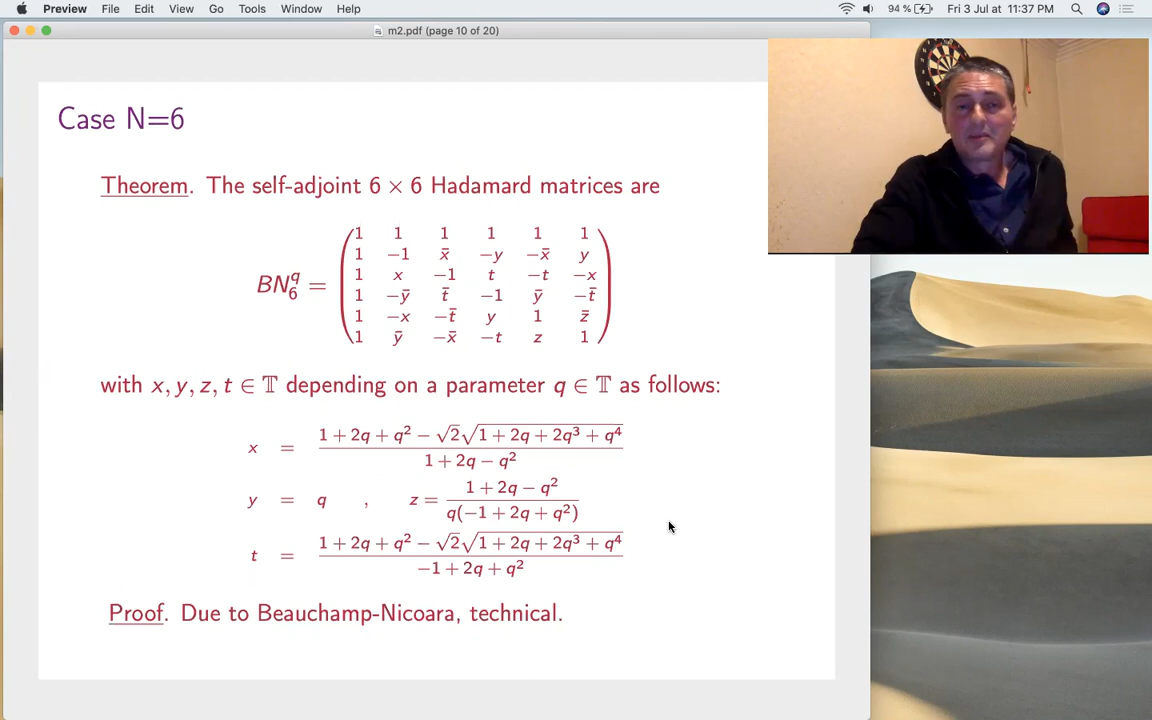 Preview File Edit View Go Tools Window Help 94 % Fri 3 Jul at 11:37 PM
m2.pdf (page 10 of 20)
Case N=6
Theorem. The self-adjoint 6 × 6 Hadamard matrices are
1 1 1 1 1 1
1 −1 x̄ −y −x̄ y
1 x −1 t −t −x
BN₆^q = 1 −ȳ t̄ −1 ȳ −t̄
1 −x −t̄ y 1 z̄
1 ȳ −x̄ −t z 1
with x, y, z, t ∈ 𝕋 depending on a parameter q ∈ 𝕋 as follows:
x = (1 + 2q + q² − √2√(1 + 2q + 2q³ + q⁴)) / (1 + 2q − q²)
y = q , z = (1 + 2q − q²) / (q(−1 + 2q + q²))
t = (1 + 2q + q² − √2√(1 + 2q + 2q³ + q⁴)) / (−1 + 2q + q²)
Proof. Due to Beauchamp-Nicoara, technical.